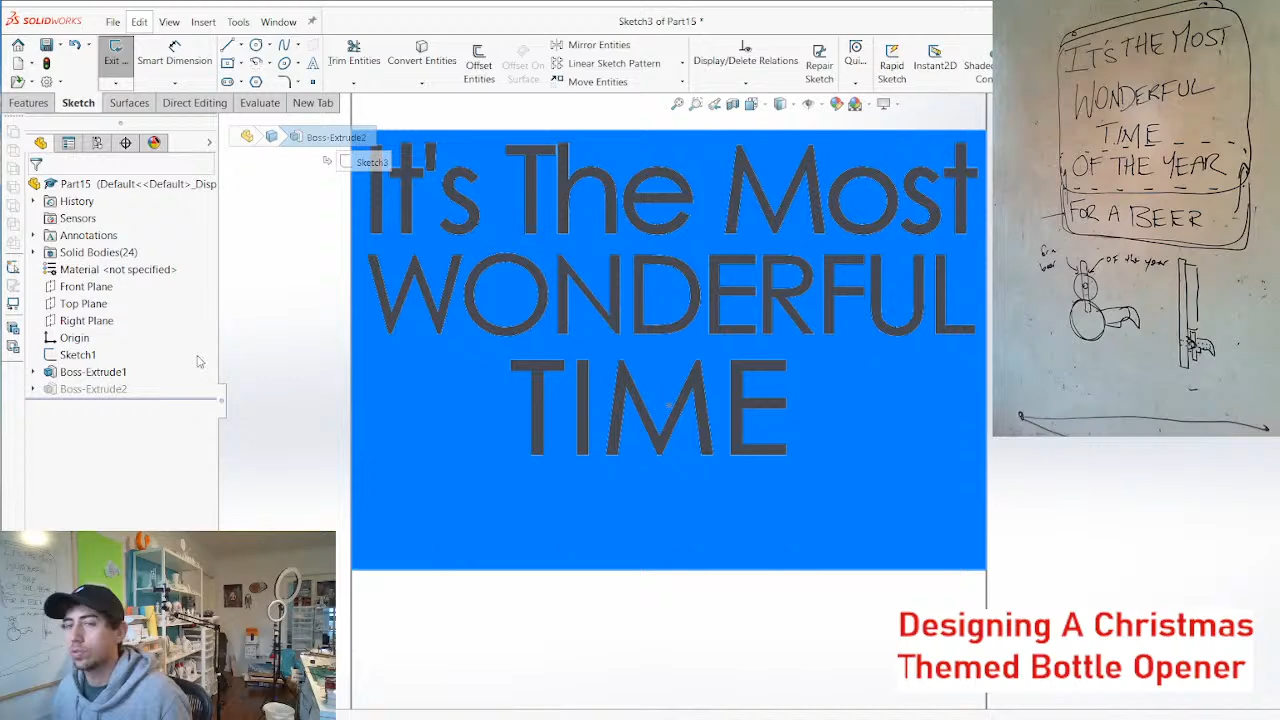 SOLIDWORKS
File Edit View Insert Tools Window
Sketch3 of Part15 *
Exit ...
Smart Dimension
Trim Entities
Convert Entities
Offset Entities
Offset On Surface
Mirror Entities
Linear Sketch Pattern
Move Entities
Display/Delete Relations
Repair Sketch
Qui...
Rapid Sketch
Instant2D
Shaded
Features Sketch Surfaces Direct Editing Evaluate New Tab
Boss-Extrude2
Sketch3
Part15 (Default<<Default>_Disp
History
Sensors
Annotations
Solid Bodies(24)
Material <not specified>
Front Plane
Top Plane
Right Plane
Origin
Sketch1
Boss-Extrude1
Boss-Extrude2
It's The Most
WONDERFUL
TIME
IT'S THE MOST
WONDERFUL
TIME
OF THE YEAR
FOR A BEER
for a beer
of the year
Designing A Christmas
Themed Bottle Opener